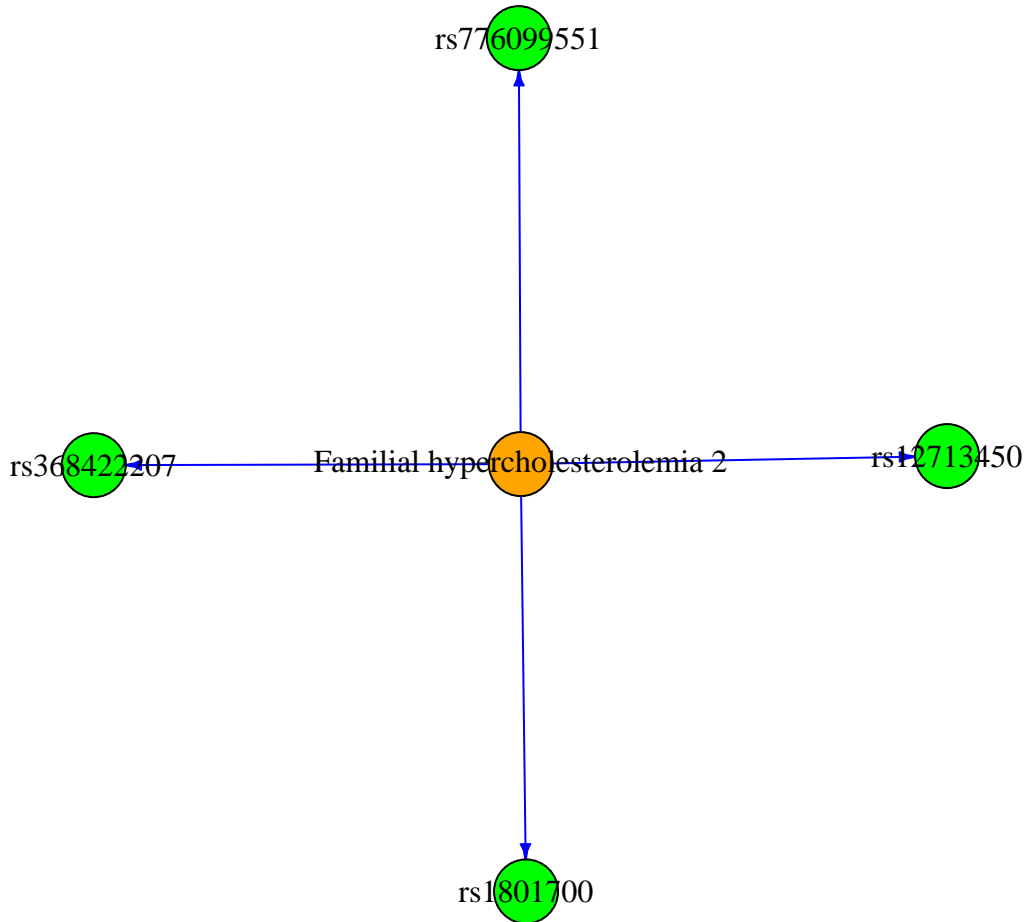 rs776099551
rs368422207
Familial hypercholesterolemia 2
rs12713450
rs1801700